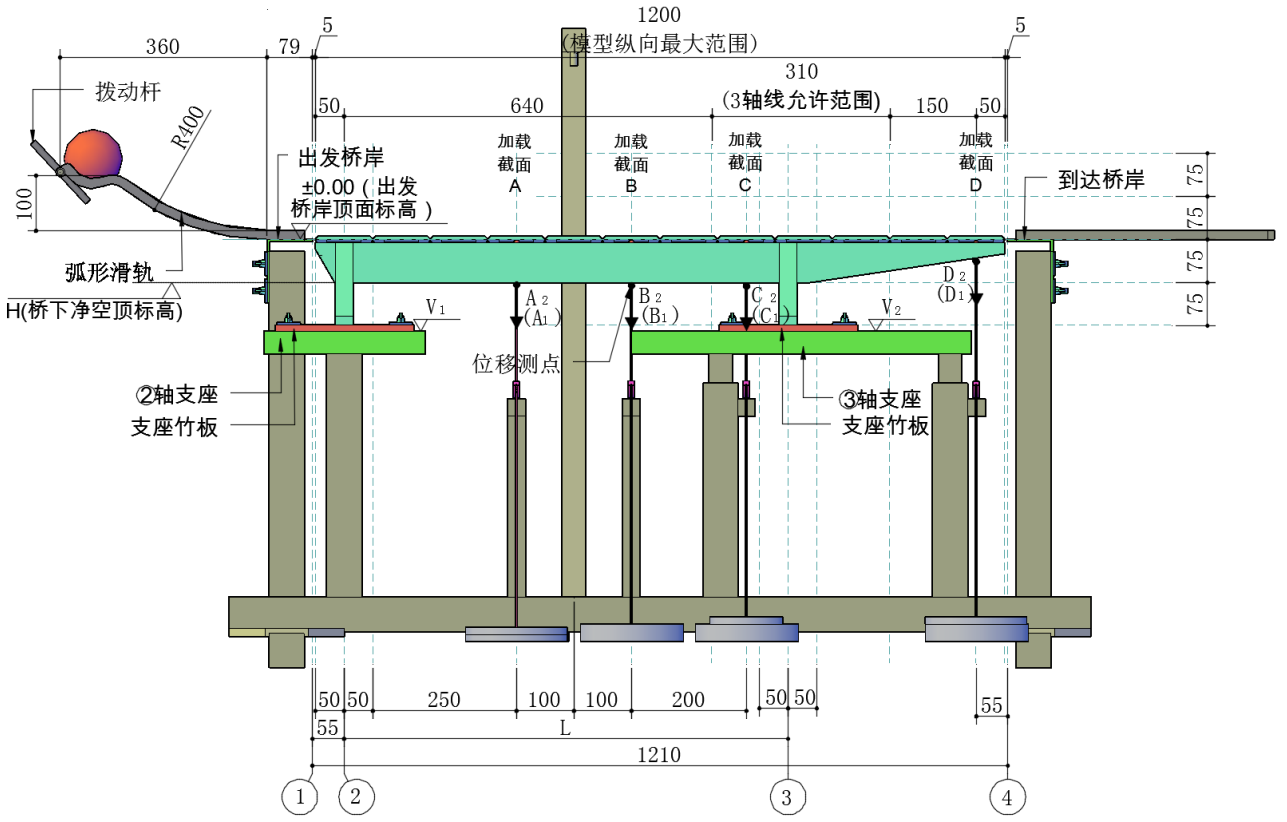 5
1200
5
360
79
(模型纵向最大范围)
310
(3轴线允许范围)
50
640
150
50
拨动杆
R400
加载
截面
A
加载
截面
B
加载
截面
C
加载
截面
D
出发桥岸
±0.00（出发
桥岸顶面标高）
到达桥岸
100
75
75
75
75
弧形滑轨
H(桥下净空顶标高)
V1
A2
(A1)
B2
(B1)
C2
(C1)
D2
(D1)
V2
位移测点
②轴支座
支座竹板
③轴支座
支座竹板
50
50
250
100
100
200
50
50
55
55
L
1210
1
2
3
4